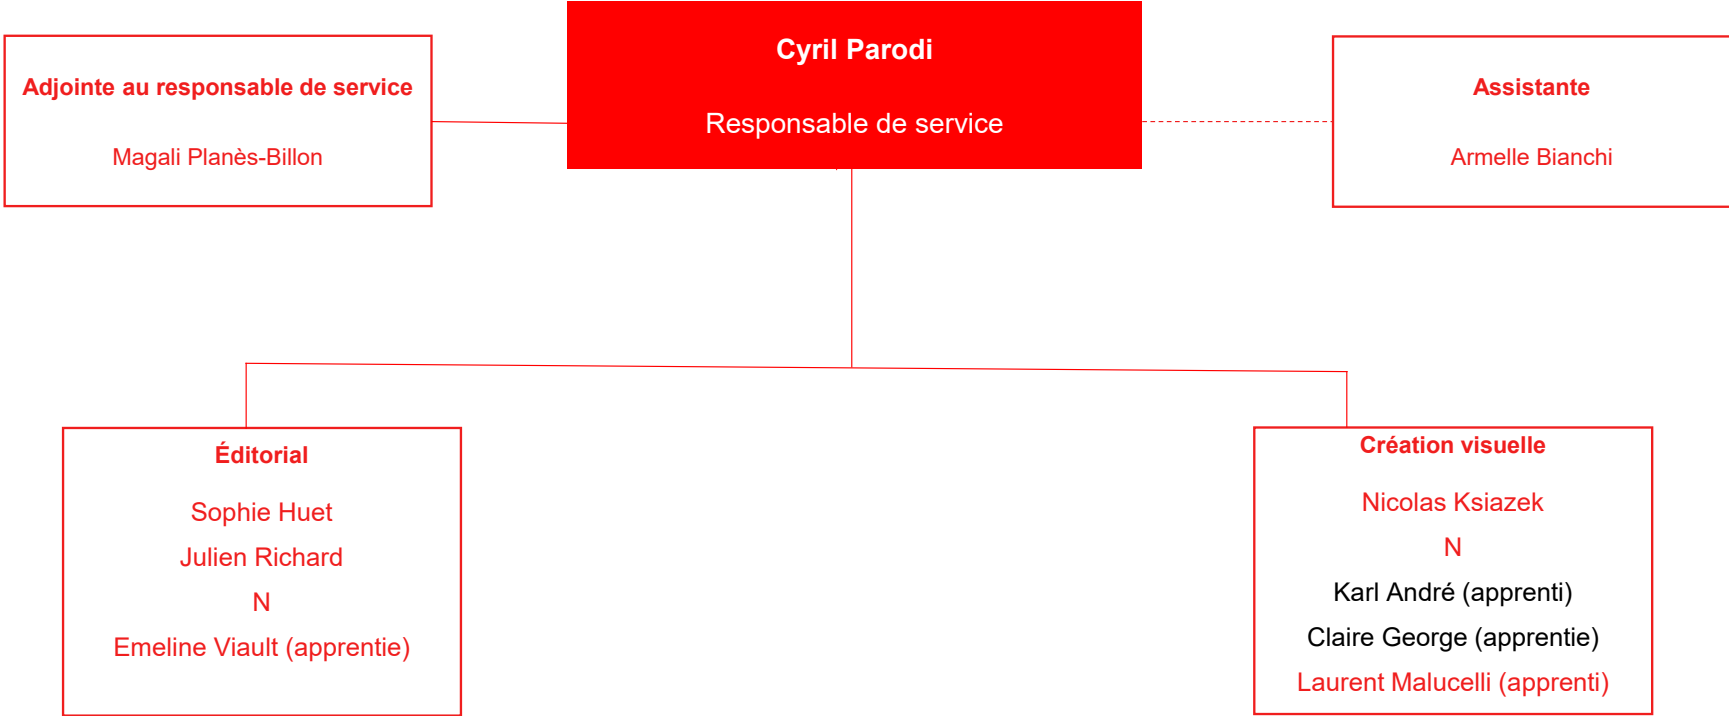 Cyril Parodi
Responsable de service
Adjointe au responsable de service
Magali Planès-Billon
Assistante
Armelle Bianchi
Éditorial
Sophie Huet
Julien Richard
N
Emeline Viault (apprentie)
Création visuelle
Nicolas Ksiazek
N
Karl André (apprenti)
Claire George (apprentie)
Laurent Malucelli (apprenti)